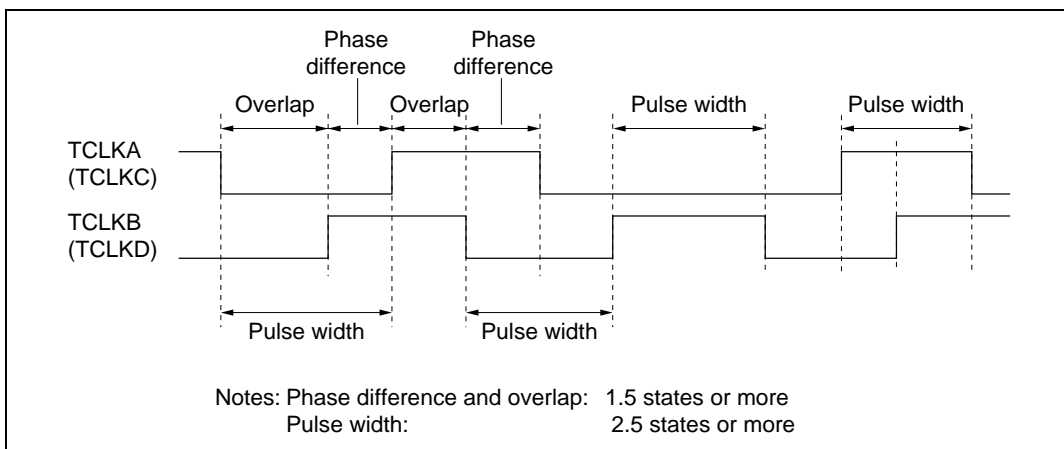 Phase difference
Phase difference
Overlap
Overlap
Pulse width
Pulse width
TCLKA
(TCLKC)
TCLKB
(TCLKD)
Pulse width
Pulse width
Notes: Phase difference and overlap: 1.5 states or more
Pulse width: 2.5 states or more